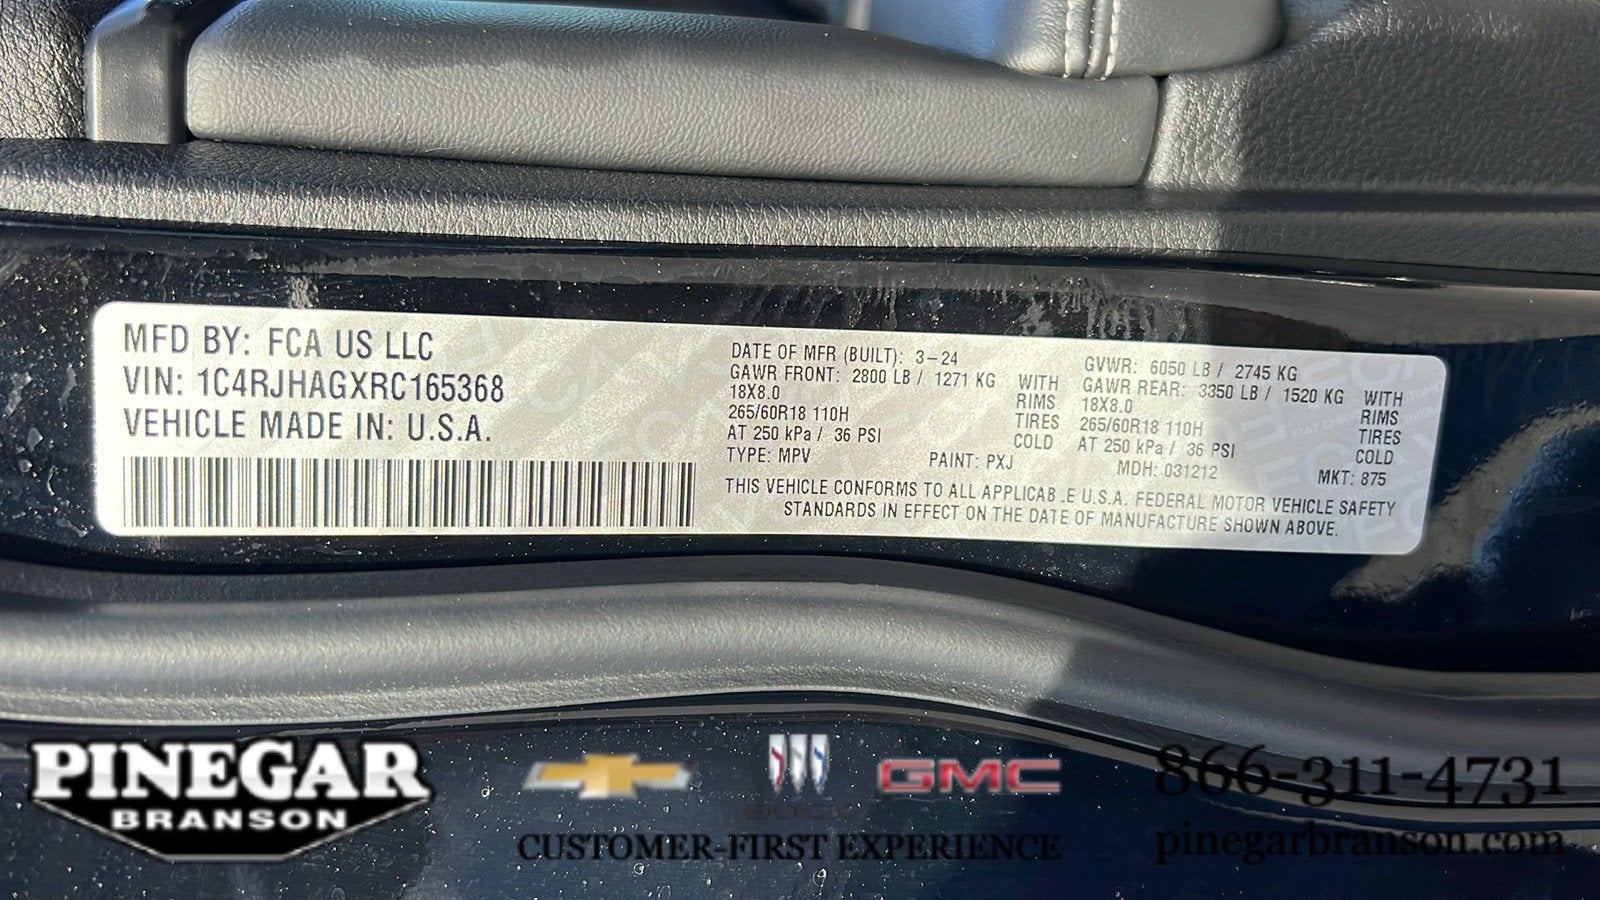 MFD BY: FCA US LLC
VIN: 1C4RJHAGXRC165368
VEHICLE MADE IN: U.S.A.
DATE OF MFR (BUILT): 3-24
GAWR FRONT: 2800 LB / 1271 KG WITH
18X8.0 RIMS
265/60R18 110H TIRES
AT 250 kPa / 36 PSI COLD
TYPE: MPV PAINT: PXJ
GVWR: 6050 LB / 2745 KG
GAWR REAR: 3350 LB / 1520 KG WITH
18X8.0 RIMS
265/60R18 110H TIRES
AT 250 kPa / 36 PSI COLD
MDH: 031212 MKT: 875
THIS VEHICLE CONFORMS TO ALL APPLICAB.E U.S.A. FEDERAL MOTOR VEHICLE SAFETY
STANDARDS IN EFFECT ON THE DATE OF MANUFACTURE SHOWN ABOVE.
PINEGAR
BRANSON
GMC
CUSTOMER-FIRST EXPERIENCE
866-311-4731
pinegarbranson.com